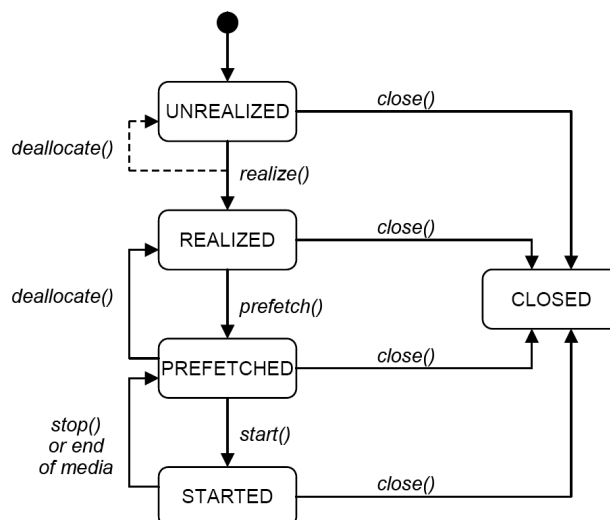 UNREALIZED
close()
deallocate()
realize()
REALIZED
close()
CLOSED
deallocate()
prefetch()
PREFETCHED
close()
stop()
or end
of media
start()
STARTED
close()